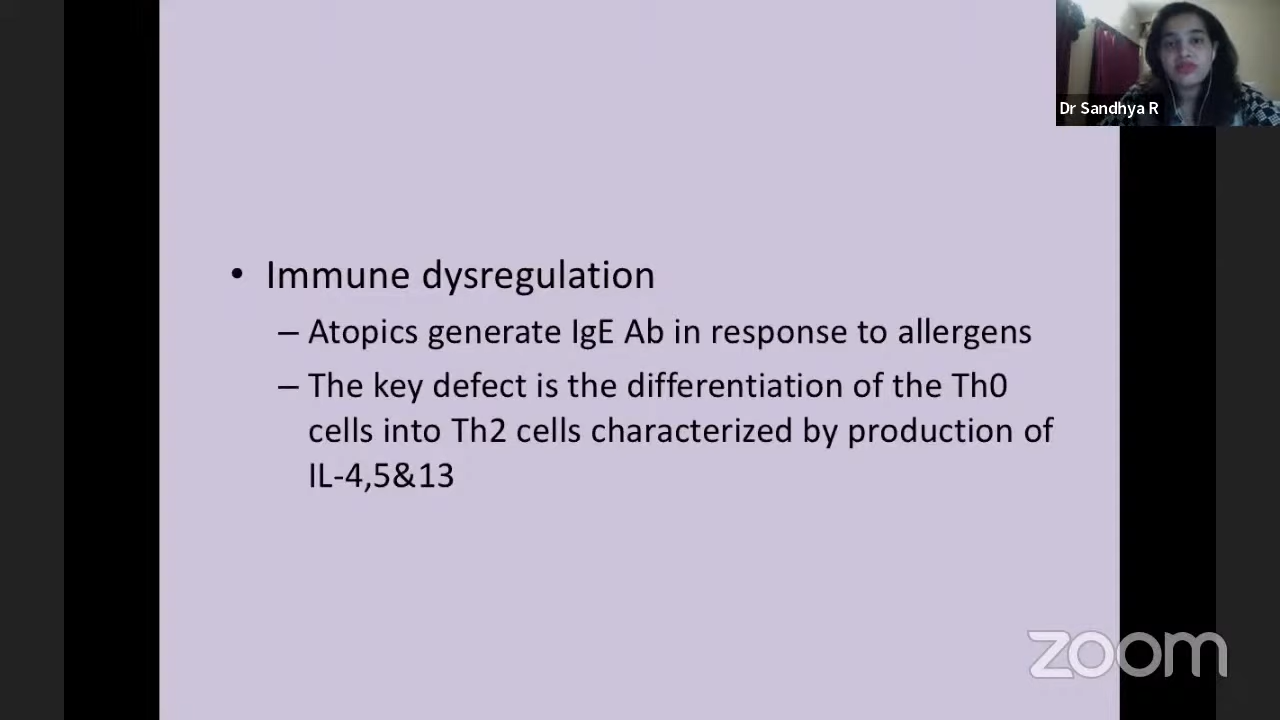 Dr Sandhya R
• Immune dysregulation
– Atopics generate IgE Ab in response to allergens
– The key defect is the differentiation of the Th0
cells into Th2 cells characterized by production of
IL-4,5&13
zoom